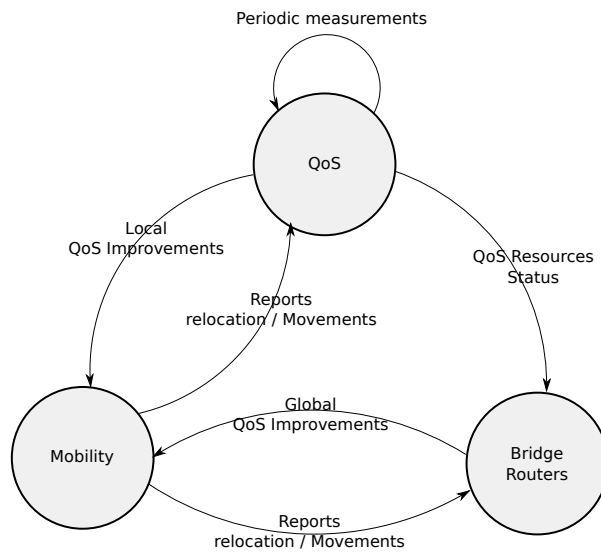 Periodic measurements
QoS
Local
QoS Improvements
QoS Resources
Status
Reports
relocation / Movements
Global
QoS Improvements
Mobility
Bridge
Routers
Reports
relocation / Movements